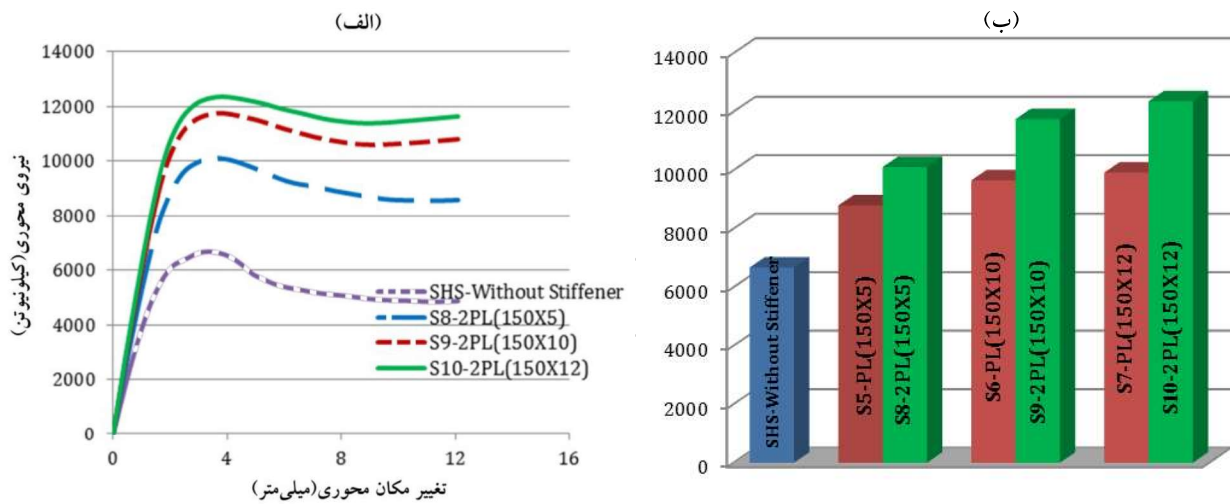 (الف)
14000
12000
10000
8000
6000
4000
2000
0
0 4 8 12 16
نیروی محوری(کیلونیوتن)
تغییر مکان محوری(میلی‌متر)
SHS-Without Stiffener
S8-2PL(150X5)
S9-2PL(150X10)
S10-2PL(150X12)
(ب)
14000
12000
10000
8000
6000
4000
2000
0
SHS-Without Stiffener
S5-PL(150X5)
S8-2PL(150X5)
S6-PL(150X10)
S9-2PL(150X10)
S7-PL(150X12)
S10-2PL(150X12)